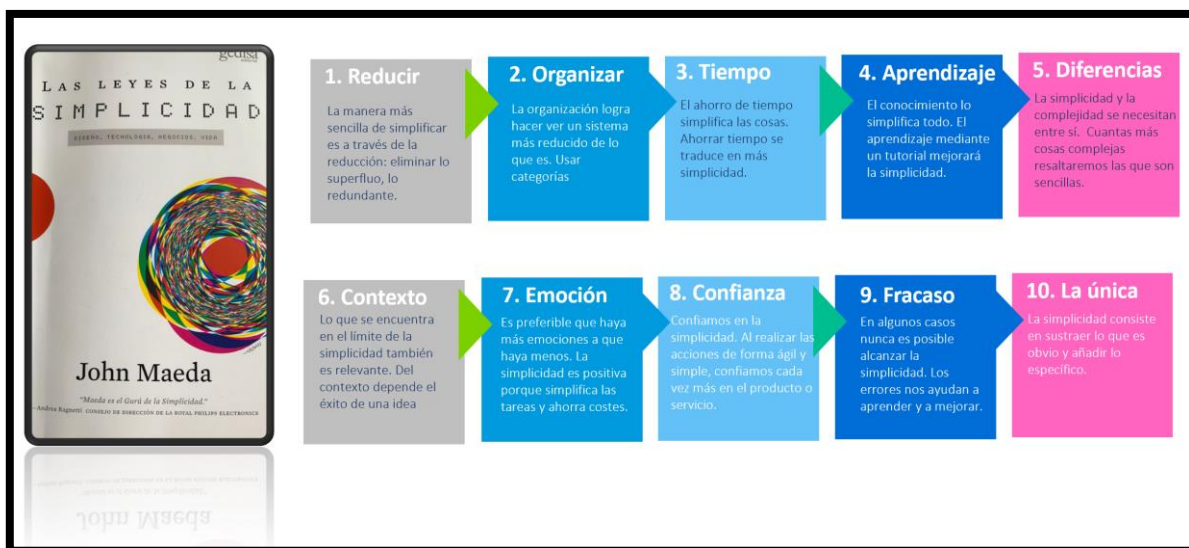 gedisa
LAS LEYES DE LA
SIMPLICIDAD
DISEÑO, TECNOLOGÍA, NEGOCIOS, VIDA
John Maeda
"Maeda es el Gurú de la Simplicidad."
—Andrea Ragnetti CONSEJO DE DIRECCIÓN DE LA ROYAL PHILIPS ELECTRONICS
1. Reducir
La manera más
sencilla de simplificar
es a través de la
reducción: eliminar lo
superfluo, lo
redundante.
2. Organizar
La organización logra
hacer ver un sistema
más reducido de lo
que es. Usar
categorías
3. Tiempo
El ahorro de tiempo
simplifica las cosas.
Ahorrar tiempo se
traduce en más
simplicidad.
4. Aprendizaje
El conocimiento lo
simplifica todo. El
aprendizaje mediante
un tutorial mejorará
la simplicidad.
5. Diferencias
La simplicidad y la
complejidad se necesitan
entre sí. Cuantas más
cosas complejas
resaltaremos las que son
sencillas.
6. Contexto
Lo que se encuentra
en el límite de la
simplicidad también
es relevante. Del
contexto depende el
éxito de una idea
7. Emoción
Es preferible que haya
más emociones a que
haya menos. La
simplicidad es positiva
porque simplifica las
tareas y ahorra costes.
8. Confianza
Confiamos en la
simplicidad. Al realizar las
acciones de forma ágil y
simple, confiamos cada
vez más en el producto o
servicio.
9. Fracaso
En algunos casos
nunca es posible
alcanzar la
simplicidad. Los
errores nos ayudan a
aprender y a mejorar.
10. La única
La simplicidad consiste
en sustraer lo que es
obvio y añadir lo
específico.